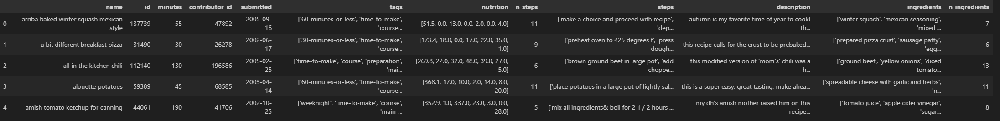 name id minutes contributor_id submitted tags nutrition n_steps steps description ingredients n_ingredients
0 arriba baked winter squash mexican style 137739 55 47892 2005-09-16 ['60-minutes-or-less', 'time-to-make', 'course... [51.5, 0.0, 13.0, 0.0, 2.0, 0.0, 4.0] 11 ['make a choice and proceed with recipe', 'dep... autumn is my favorite time of year to cook! th... ['winter squash', 'mexican seasoning', 'mixed ... 7
1 a bit different breakfast pizza 31490 30 26278 2002-06-17 ['30-minutes-or-less', 'time-to-make', 'course... [173.4, 18.0, 0.0, 17.0, 22.0, 35.0, 1.0] 9 ['preheat oven to 425 degrees f', 'press dough... this recipe calls for the crust to be prebaked... ['prepared pizza crust', 'sausage patty', 'egg... 6
2 all in the kitchen chili 112140 130 196586 2005-02-25 ['time-to-make', 'course', 'preparation', 'mai... [269.8, 22.0, 32.0, 48.0, 39.0, 27.0, 5.0] 6 ['brown ground beef in large pot', 'add choppe... this modified version of 'mom's' chili was a h... ['ground beef', 'yellow onions', 'diced tomato... 13
3 alouette potatoes 59389 45 68585 2003-04-14 ['60-minutes-or-less', 'time-to-make', 'course... [368.1, 17.0, 10.0, 2.0, 14.0, 8.0, 20.0] 11 ['place potatoes in a large pot of lightly sal... this is a super easy, great tasting, make ahea... ['spreadable cheese with garlic and herbs', 'n... 11
4 amish tomato ketchup for canning 44061 190 41706 2002-10-25 ['weeknight', 'time-to-make', 'course', 'main-... [352.9, 1.0, 337.0, 23.0, 3.0, 0.0, 28.0] 5 ['mix all ingredients& boil for 2 1 / 2 hours ... my dh's amish mother raised him on this recipe... ['tomato juice', 'apple cider vinegar', 'sugar... 8